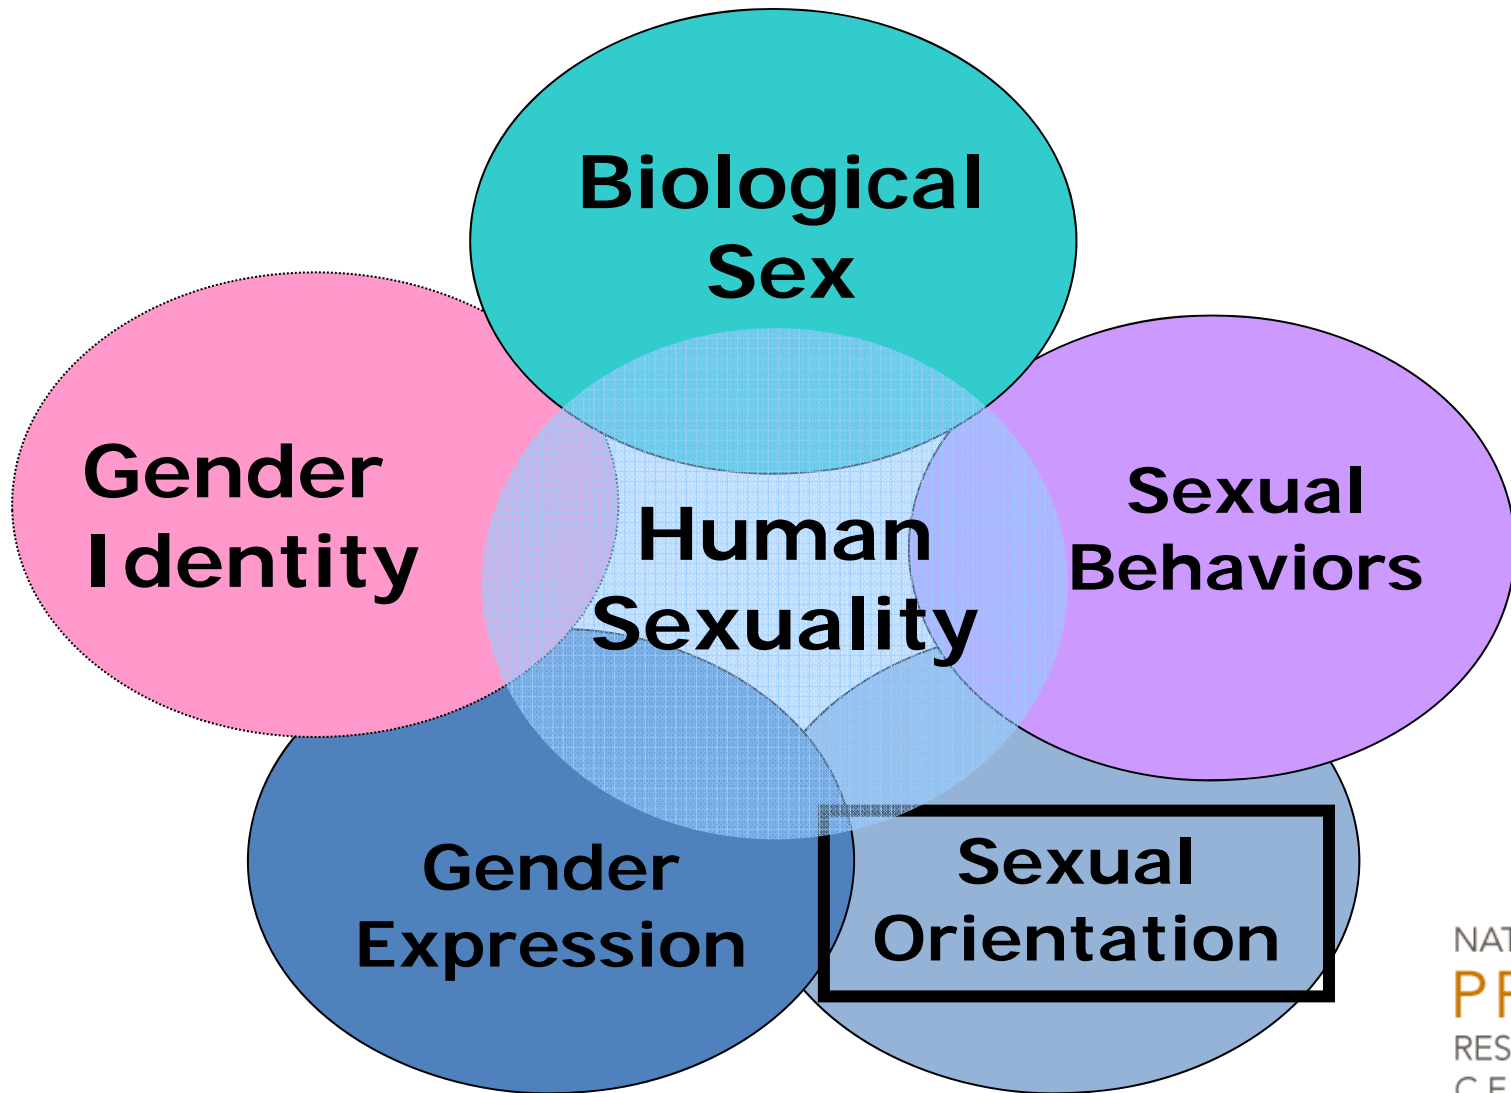 Biological
Sex
Gender
Identity
Human
Sexuality
Sexual
Behaviors
Gender
Expression
Sexual
Orientation